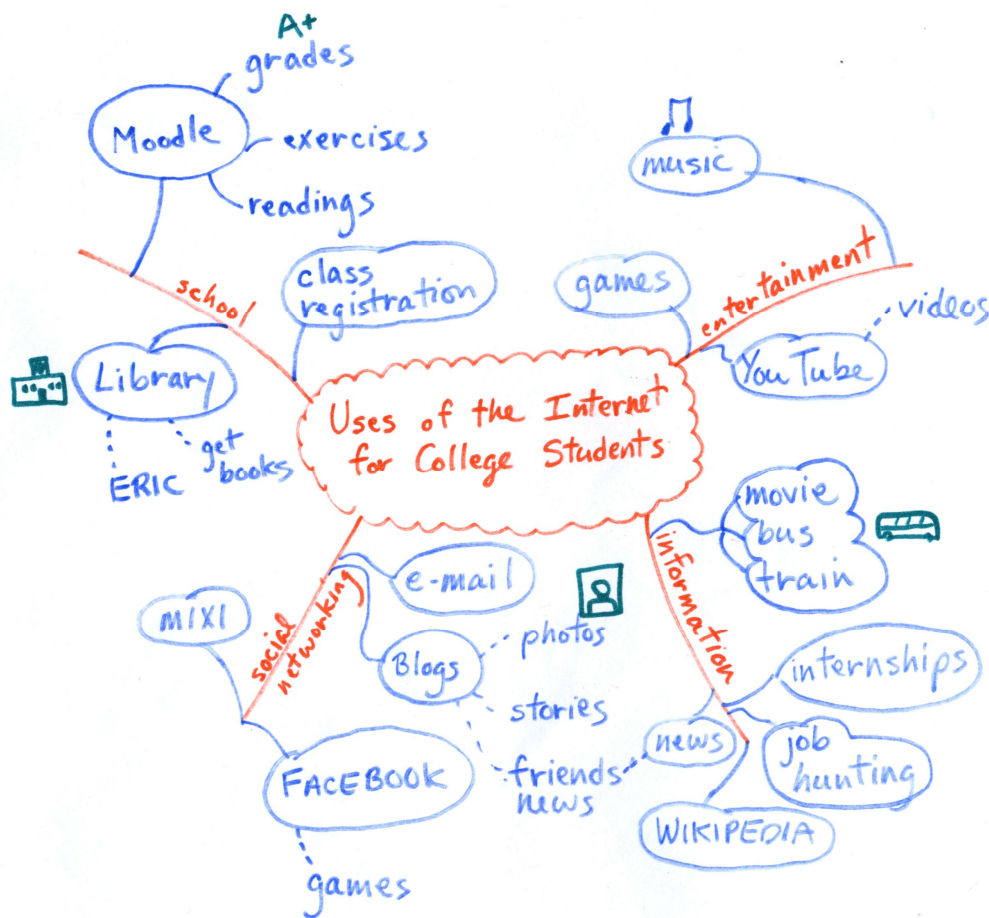 A+
grades
Moodle
exercises
readings
school
class
registration
Library
ERIC
get
books
music
games
entertainment
videos
YouTube
Uses of the Internet
for College Students
social
networking
e-mail
MIXI
Blogs
photos
stories
friends
news
FACEBOOK
games
information
movie
bus
train
internships
news
job
hunting
WIKIPEDIA